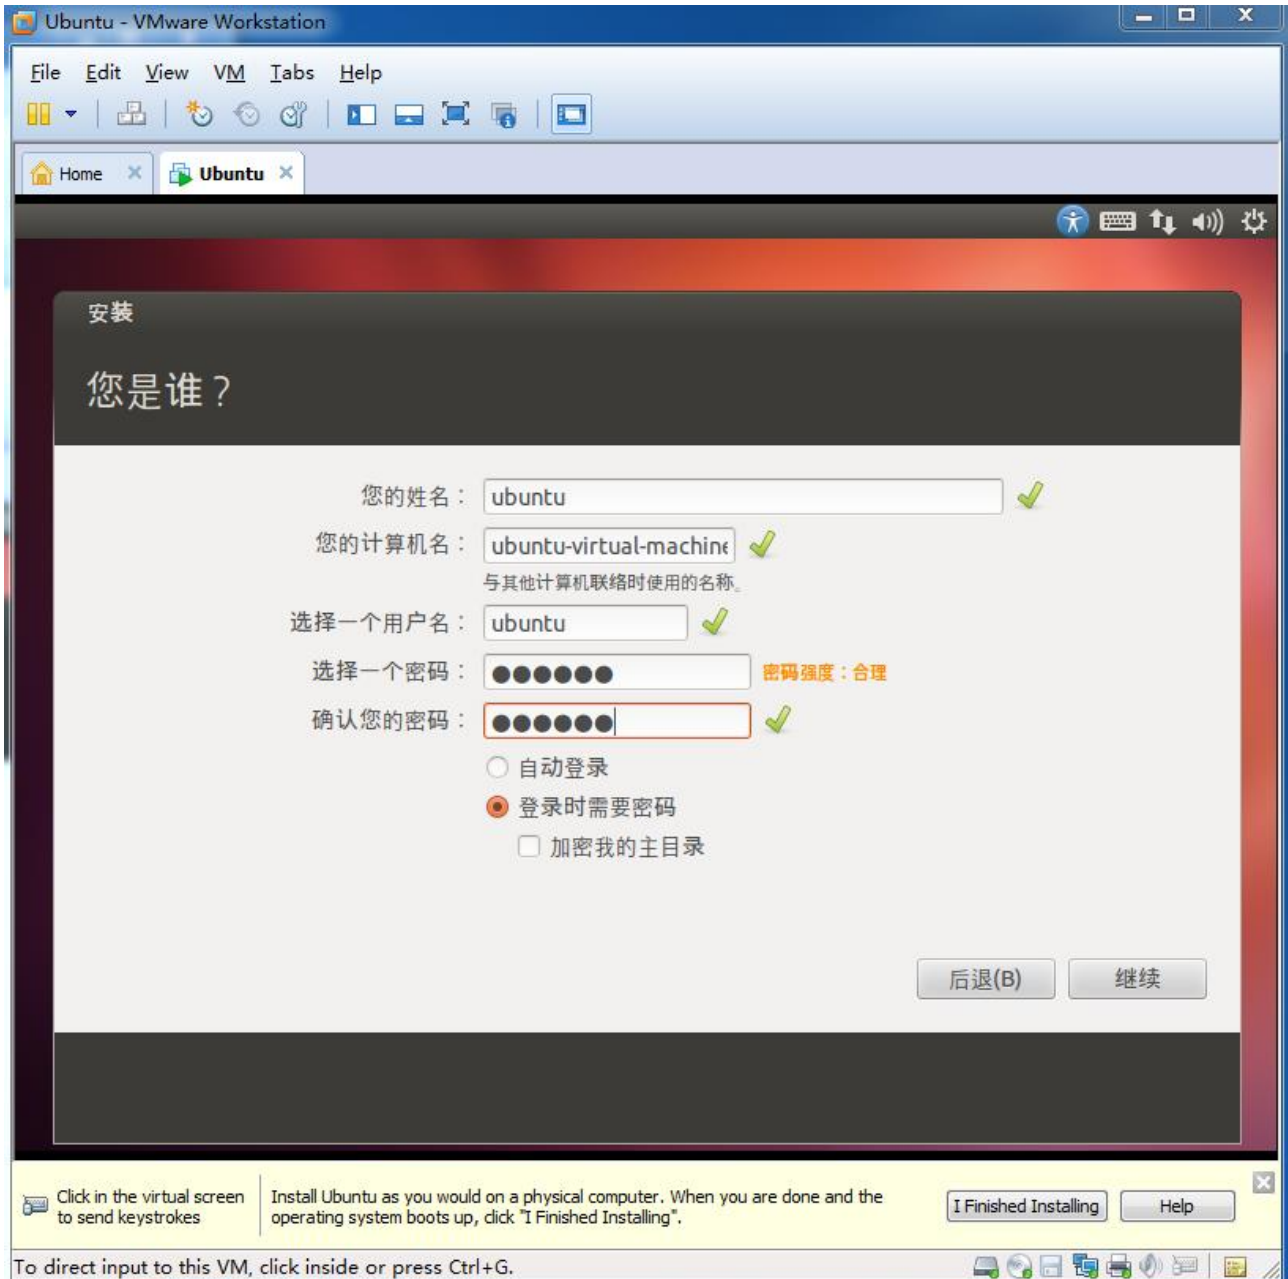 Ubuntu - VMware Workstation
File Edit View VM Tabs Help
Home Ubuntu
安装
您是谁？
您的姓名： ubuntu
您的计算机名： ubuntu-virtual-machine
与其他计算机联络时使用的名称。
选择一个用户名： ubuntu
选择一个密码： ●●●●●● 密码强度：合理
确认您的密码： ●●●●●●
自动登录
登录时需要密码
加密我的主目录
后退(B) 继续
Click in the virtual screen
to send keystrokes
Install Ubuntu as you would on a physical computer. When you are done and the
operating system boots up, click "I Finished Installing".
I Finished Installing Help
To direct input to this VM, click inside or press Ctrl+G.